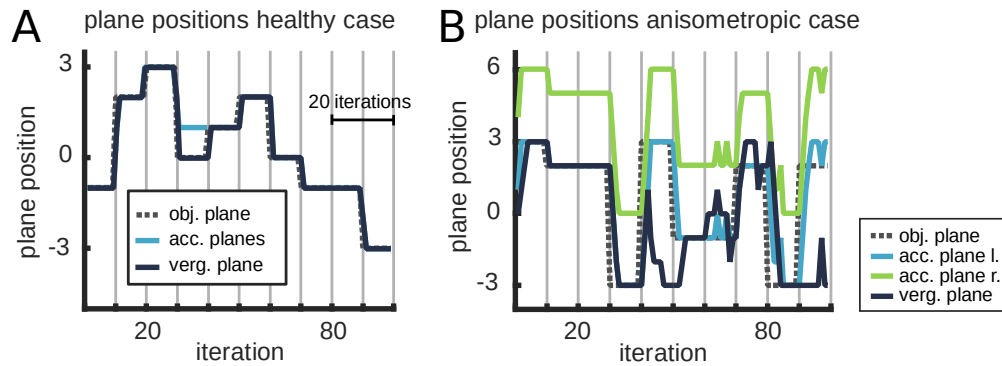 A plane positions healthy case
plane position
3
0
-3
20 iterations
obj. plane
acc. planes
verg. plane
20
80
iteration
B plane positions anisometropic case
plane position
6
3
0
-3
20
80
iteration
obj. plane
acc. plane l.
acc. plane r.
verg. plane